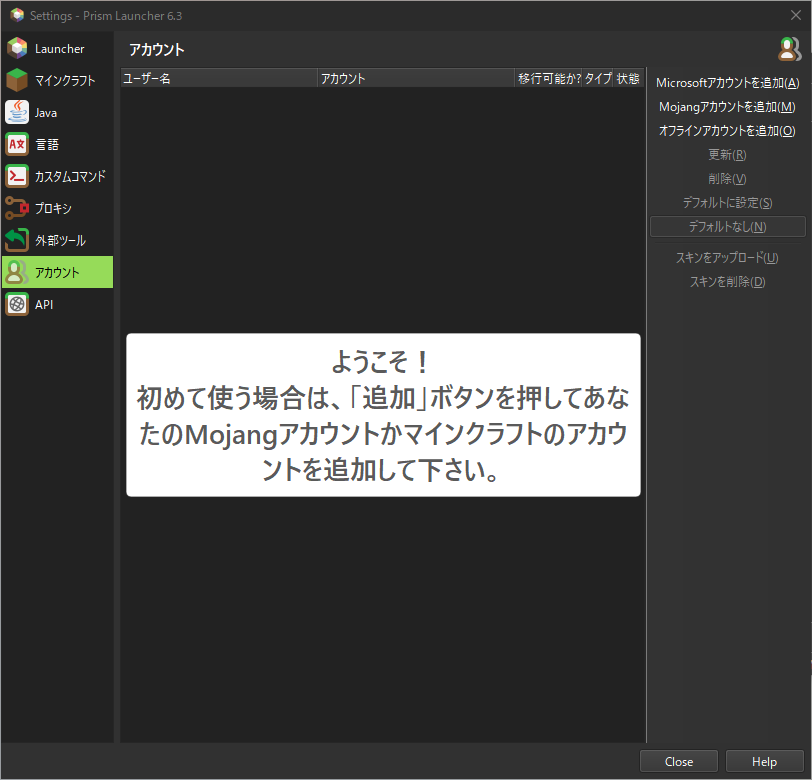 Settings - Prism Launcher 6.3
Launcher
マインクラフト
Java
言語
カスタムコマンド
プロキシ
外部ツール
アカウント
API
アカウント
ユーザー名 アカウント 移行可能か? タイプ 状態
ようこそ！
初めて使う場合は、「追加」ボタンを押してあな
たのMojangアカウントかマインクラフトのアカウ
ントを追加して下さい。
Microsoftアカウントを追加(A)
Mojangアカウントを追加(M)
オフラインアカウントを追加(O)
更新(R)
削除(V)
デフォルトに設定(S)
デフォルトなし(N)
スキンをアップロード(U)
スキンを削除(D)
Close
Help